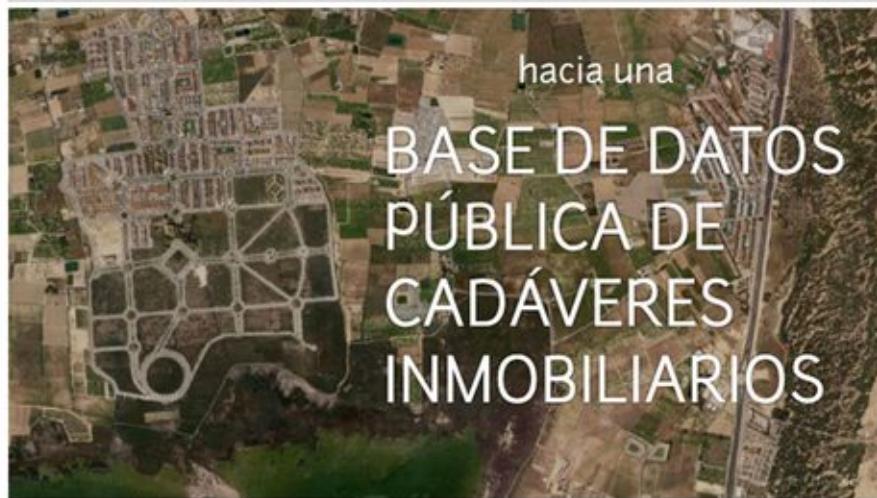 hacia una
BASE DE DATOS
PÚBLICA DE
CADÁVERES
INMOBILIARIOS